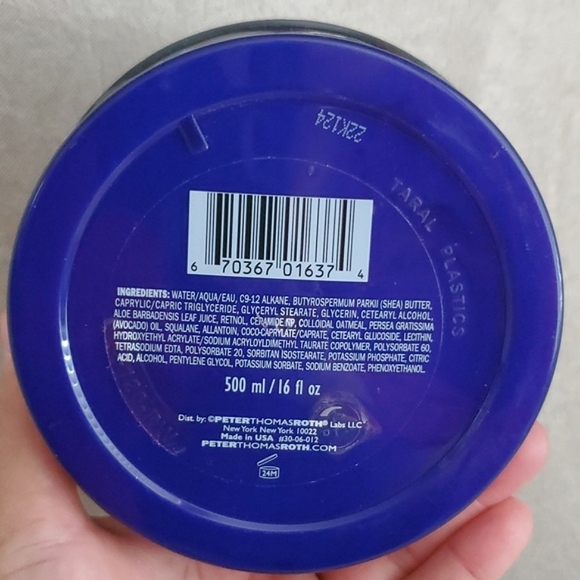 22K124
TARAL PLASTICS
6 70367 01637 4
INGREDIENTS: WATER/AQUA/EAU, C9-12 ALKANE, BUTYROSPERMUM PARKII (SHEA) BUTTER,
CAPRYLIC/CAPRIC TRIGLYCERIDE, GLYCERYL STEARATE, GLYCERIN, CETEARYL ALCOHOL,
ALOE BARBADENSIS LEAF JUICE, RETINOL, CERAMIDE NP, COLLOIDAL OATMEAL, PERSEA GRATISSIMA
(AVOCADO) OIL, SQUALANE, ALLANTOIN, COCO-CAPRYLATE/CAPRATE, CETEARYL GLUCOSIDE, LECITHIN,
HYDROXYETHYL ACRYLATE/SODIUM ACRYLOYLDIMETHYL TAURATE COPOLYMER, POLYSORBATE 60,
TETRASODIUM EDTA, POLYSORBATE 20, SORBITAN ISOSTEARATE, POTASSIUM PHOSPHATE, CITRIC
ACID, ALCOHOL, PENTYLENE GLYCOL, POTASSIUM SORBATE, SODIUM BENZOATE, PHENOXYETHANOL.
500 ml / 16 fl oz
Dist. by: ©PETERTHOMASROTH® Labs LLC
New York New York 10022
Made in USA #30-06-012
PETERTHOMASROTH.COM
24M